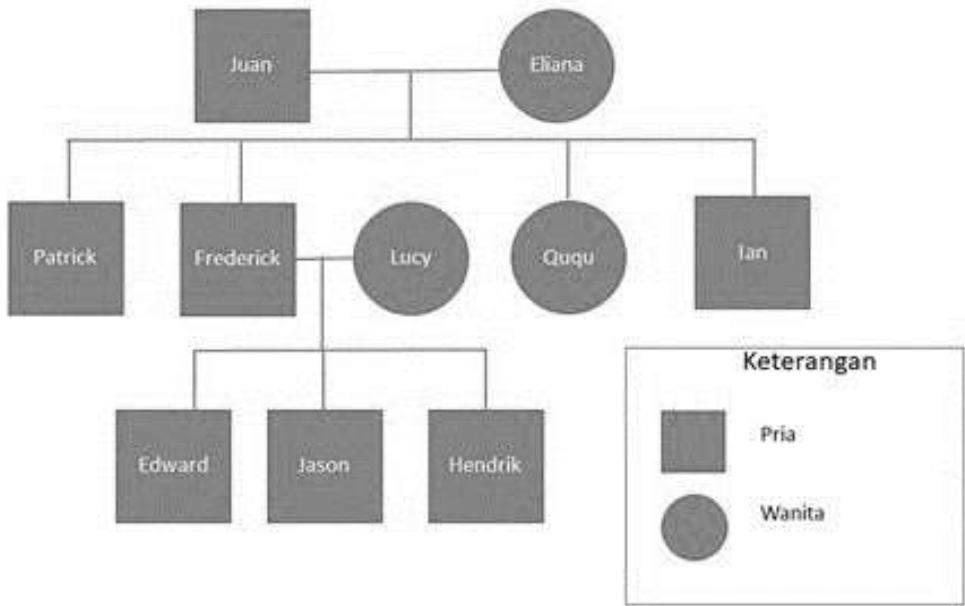 Juan
Eliana
Patrick
Frederick
Lucy
Ququ
Ian
Edward
Jason
Hendrik
Keterangan
Pria
Wanita